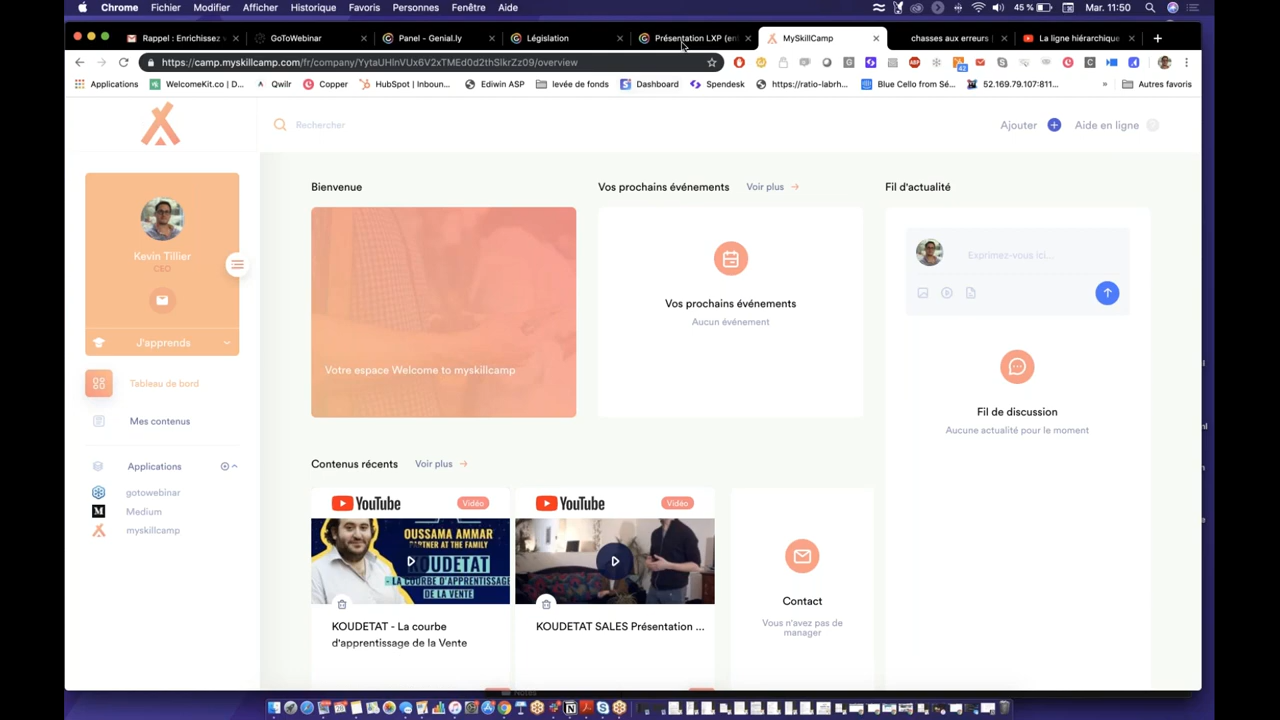 Chrome Fichier Modifier Afficher Historique Favoris Personnes Fenêtre Aide 45 % Mar. 11:50
Rappel : Enrichissez GoToWebinar Panel - Genial.ly Législation Présentation LXP (en MySkillCamp chasses aux erreurs La ligne hiérarchique
https://camp.myskillcamp.com/fr/company/YytaUHlnVUx6V2xTMEd0d2thSlkrZz09/overview
Applications WelcomeKit.co | D... Qwilr Copper HubSpot | Inboun... Ediwin ASP levée de fonds Dashboard Spendesk https://ratio-labrh... Blue Cello from Sé... 52.169.79.107:811... » Autres favoris
Rechercher
Ajouter
Aide en ligne
Kevin Tillier
CEO
J'apprends
Tableau de bord
Mes contenus
Applications
gotowebinar
Medium
myskillcamp
Bienvenue
Votre espace Welcome to myskillcamp
Vos prochains événements Voir plus →
Vos prochains événements
Aucun événement
Fil d'actualité
Exprimez-vous ici...
Fil de discussion
Aucune actualité pour le moment
Contenus récents Voir plus →
YouTube Vidéo
OUSSAMA AMMAR
PARTNER AT THE FAMILY
KOUDETAT
- LA COURBE
D'APPRENTISSAGE
DE LA VENTE
KOUDETAT - La courbe
d'apprentissage de la Vente
YouTube Vidéo
KOUDETAT SALES Présentation ...
Contact
Vous n'avez pas de
manager
Notes